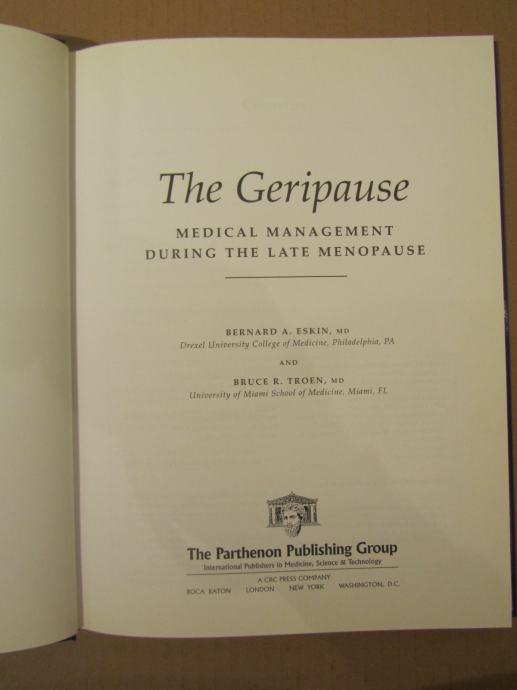 The Geripause
MEDICAL MANAGEMENT
DURING THE LATE MENOPAUSE
BERNARD A. ESKIN, MD
Drexel University College of Medicine, Philadelphia, PA
AND
BRUCE R. TROEN, MD
University of Miami School of Medicine, Miami, FL
The Parthenon Publishing Group
International Publishers in Medicine, Science & Technology
A CRC PRESS COMPANY
BOCA RATON LONDON NEW YORK WASHINGTON, D.C.